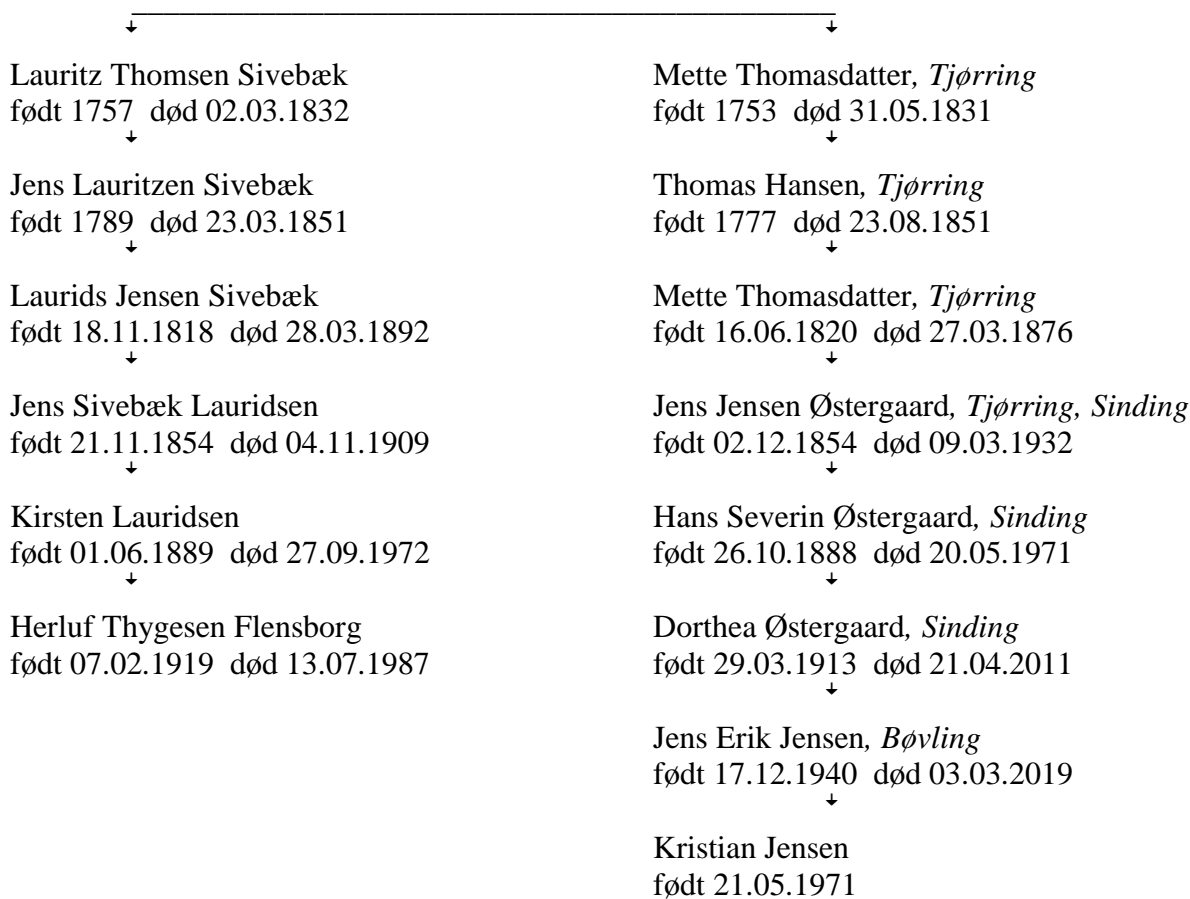 Lauritz Thomsen Sivebæk
født 1757 død 02.03.1832
Jens Lauritzen Sivebæk
født 1789 død 23.03.1851
Laurids Jensen Sivebæk
født 18.11.1818 død 28.03.1892
Jens Sivebæk Lauridsen
født 21.11.1854 død 04.11.1909
Kirsten Lauridsen
født 01.06.1889 død 27.09.1972
Herluf Thygesen Flensborg
født 07.02.1919 død 13.07.1987
Mette Thomasdatter, Tjørring
født 1753 død 31.05.1831
Thomas Hansen, Tjørring
født 1777 død 23.08.1851
Mette Thomasdatter, Tjørring
født 16.06.1820 død 27.03.1876
Jens Jensen Østergaard, Tjørring, Sinding
født 02.12.1854 død 09.03.1932
Hans Severin Østergaard, Sinding
født 26.10.1888 død 20.05.1971
Dorthea Østergaard, Sinding
født 29.03.1913 død 21.04.2011
Jens Erik Jensen, Bøvling
født 17.12.1940 død 03.03.2019
Kristian Jensen
født 21.05.1971